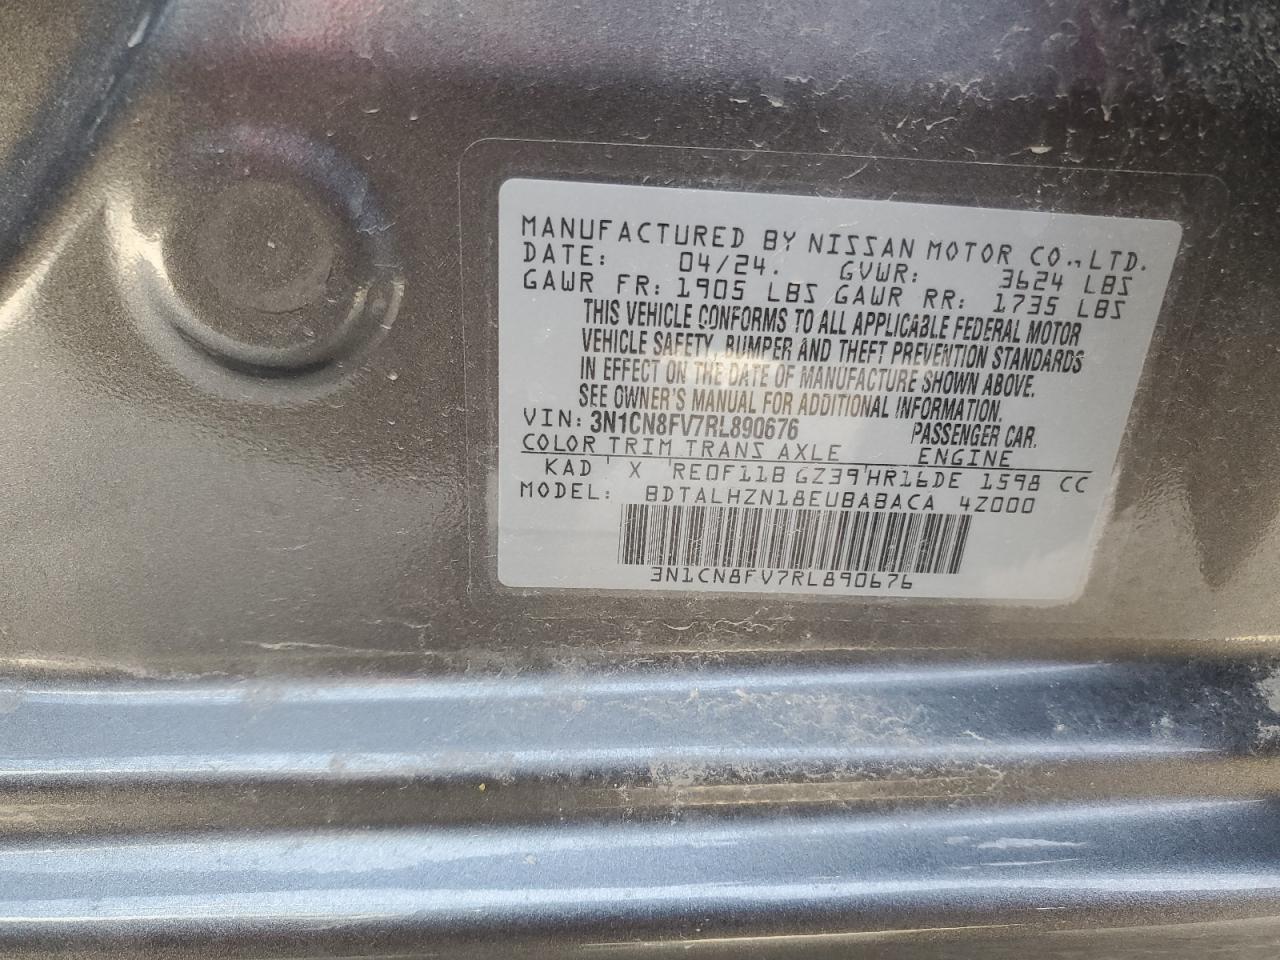 MANUFACTURED BY NISSAN MOTOR CO., LTD.
DATE: 04/24. GVWR: 3624 LBS
GAWR FR: 1905 LBS GAWR RR: 1735 LBS
THIS VEHICLE CONFORMS TO ALL APPLICABLE FEDERAL MOTOR
VEHICLE SAFETY, BUMPER AND THEFT PREVENTION STANDARDS
IN EFFECT ON THE DATE OF MANUFACTURE SHOWN ABOVE.
SEE OWNER'S MANUAL FOR ADDITIONAL INFORMATION.
VIN: 3N1CN8FV7RL890676 PASSENGER CAR.
COLOR TRIM TRANS AXLE ENGINE
KAD X RE0F11B GZ39 HR16DE 1598 CC
MODEL: BDTALHZN18EUBABACA 4Z000
3N1CN8FV7RL890676